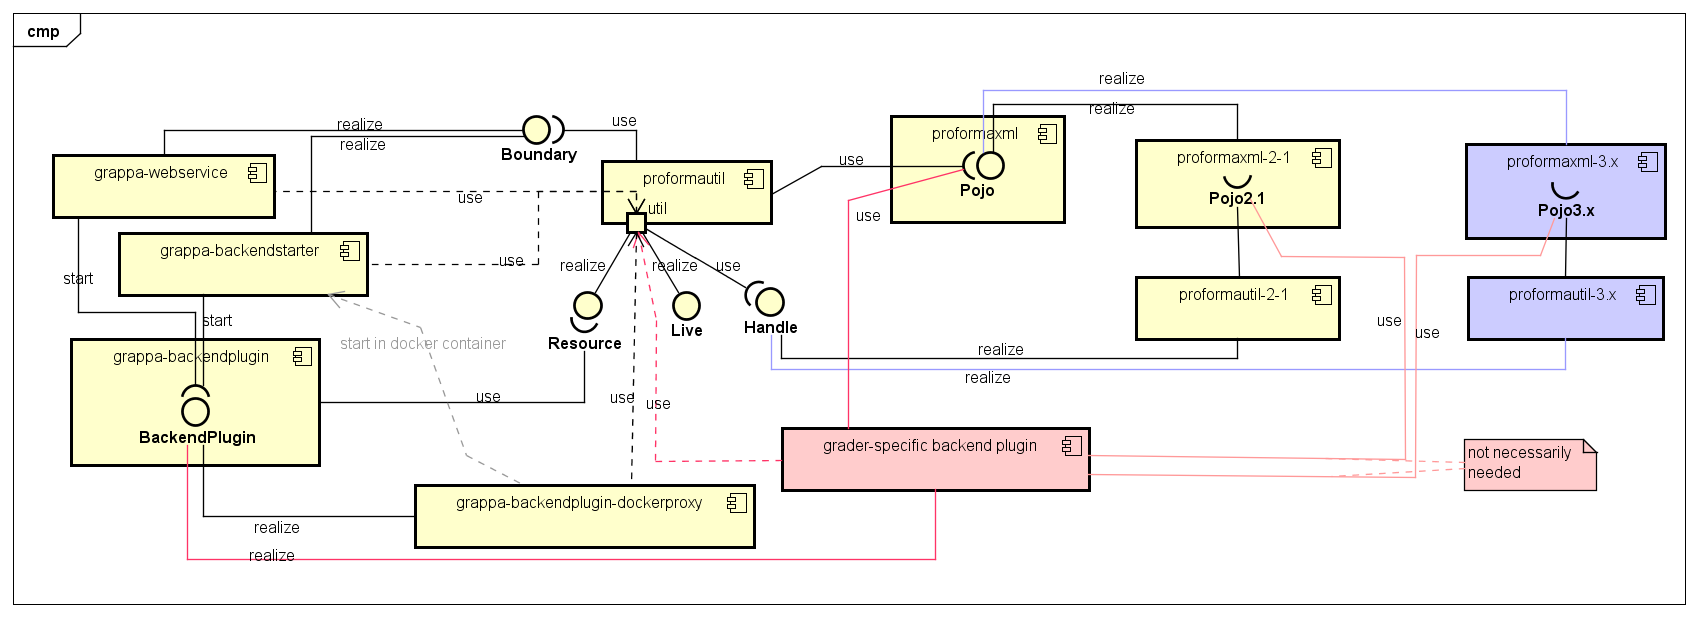 cmp
realize
realize
realize
realize
use
Boundary
proformaxml
Pojo
proformaxml-2-1
Pojo2.1
proformaxml-3.x
Pojo3.x
grappa-webservice
use
proformautil
util
use
use
grappa-backendstarter
use
start
realize
realize
use
proformautil-2-1
proformautil-3.x
start
start in docker container
Resource
Live
Handle
use
use
grappa-backendplugin
realize
realize
BackendPlugin
use
use
use
grader-specific backend plugin
not necessarily
needed
grappa-backendplugin-dockerproxy
realize
realize